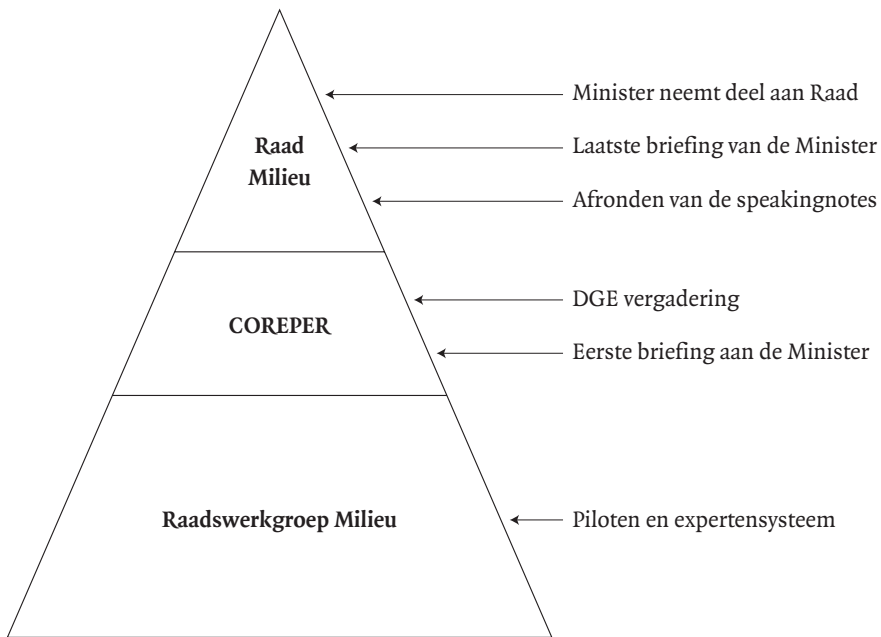 Minister neemt deel aan Raad
Raad
Milieu
Laatste briefing van de Minister
Afronden van de speakingnotes
COREPER
DGE vergadering
Eerste briefing aan de Minister
Raadswerkgroep Milieu
Piloten en expertensysteem